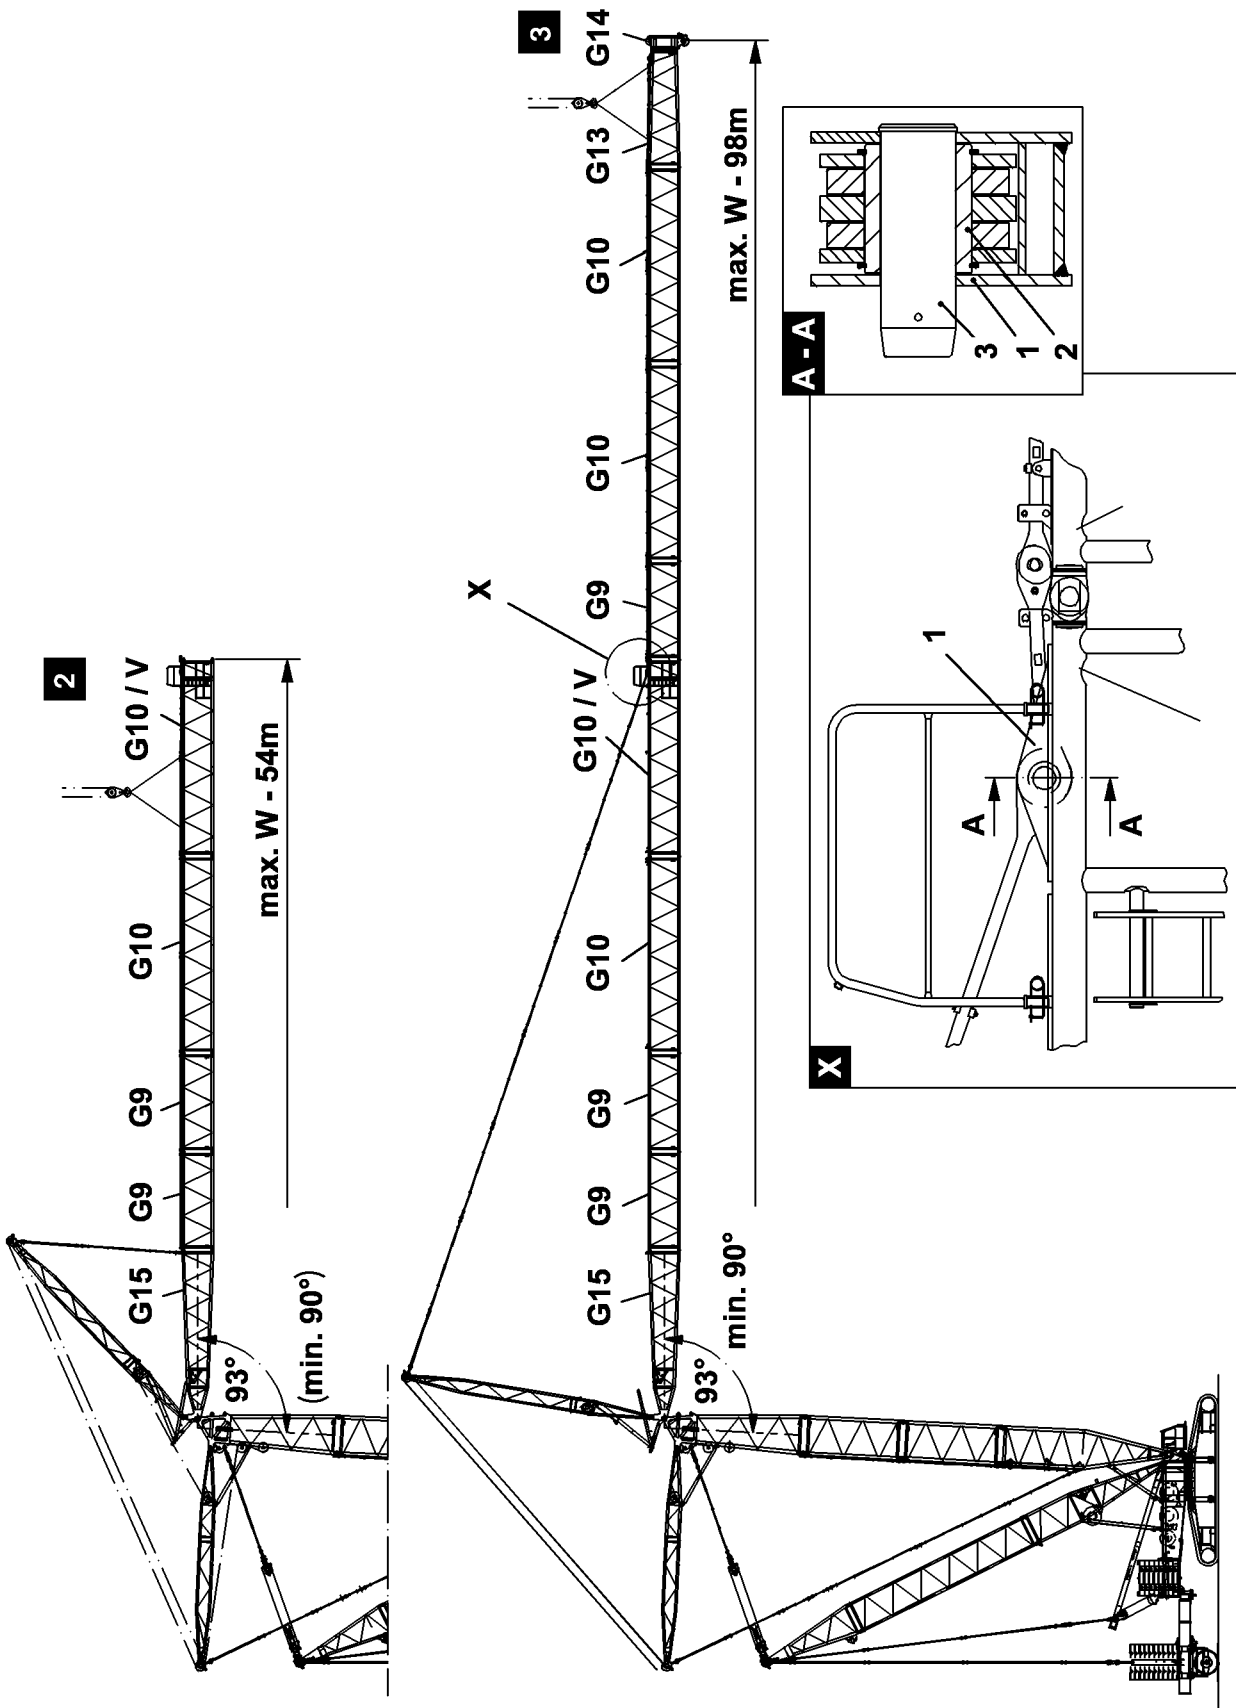 2
G15
G9
G9
G10
G10 / V
93°
(min. 90°)
max. W - 54m
3
X
G15
G9
G9
G10
G10 / V
G9
G10
G10
G13
G14
93°
min. 90°
max. W - 98m
X
1
A
A
A - A
3
1
2